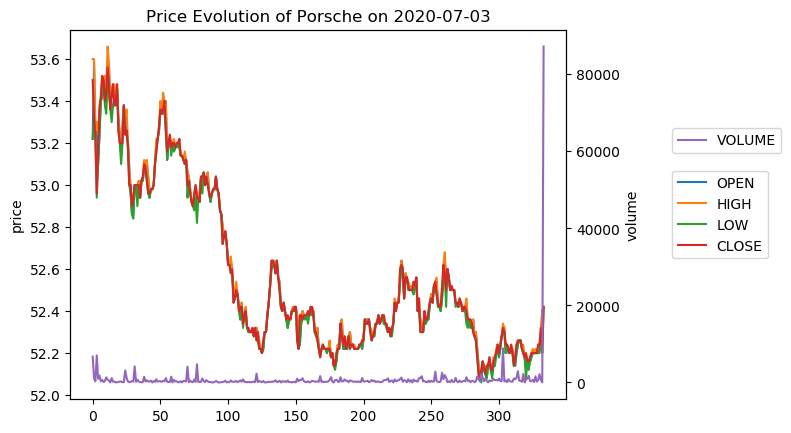 Price Evolution of Porsche on 2020-07-03
53.6
53.4
53.2
53.0
52.8
52.6
52.4
52.2
52.0
price
0
50
100
150
200
250
300
80000
60000
40000
20000
0
volume
VOLUME
OPEN
HIGH
LOW
CLOSE